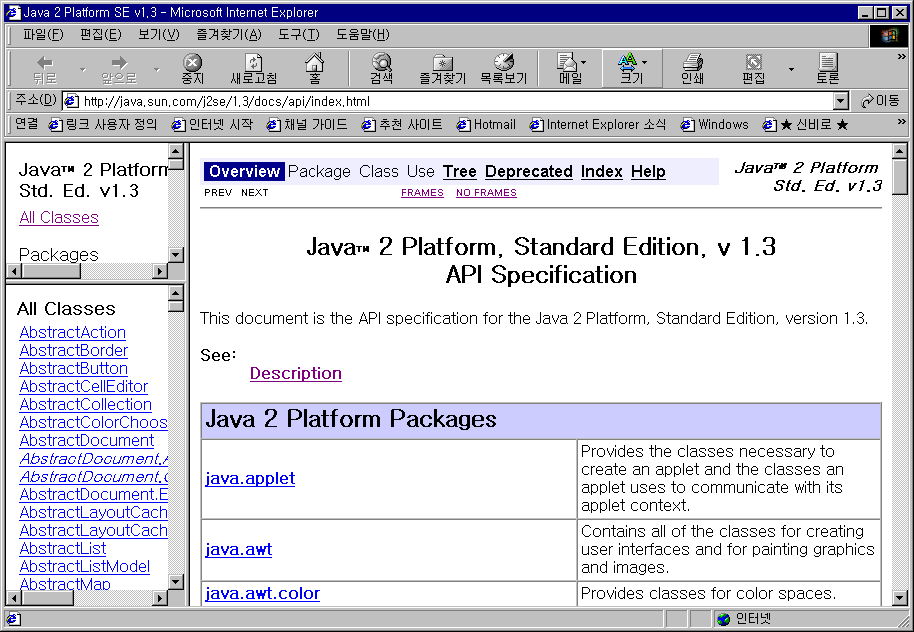 Java 2 Platform SE v1.3 - Microsoft Internet Explorer
파일(F) 편집(E) 보기(V) 즐겨찾기(A) 도구(T) 도움말(H)
뒤로 앞으로 중지 새로고침 홈 검색 즐겨찾기 목록보기 메일 크기 인쇄 편집 토론
주소(D) http://java.sun.com/j2se/1.3/docs/api/index.html 이동
연결 링크 사용자 정의 인터넷 시작 채널 가이드 추천 사이트 Hotmail Internet Explorer 소식 Windows ★ 신비로 ★
Java™ 2 Platform
Std. Ed. v1.3
All Classes
Packages
All Classes
AbstractAction
AbstractBorder
AbstractButton
AbstractCellEditor
AbstractCollection
AbstractColorChoos
AbstractDocument
AbstractDocument.A
AbstractDocument.C
AbstractDocument.E
AbstractLayoutCach
AbstractLayoutCach
AbstractList
AbstractListModel
AbstractMap
Overview Package Class Use Tree Deprecated Index Help
PREV NEXT FRAMES NO FRAMES
Java™ 2 Platform
Std. Ed. v1.3
Java™ 2 Platform, Standard Edition, v 1.3
API Specification
This document is the API specification for the Java 2 Platform, Standard Edition, version 1.3.
See:
Description
Java 2 Platform Packages
java.applet
Provides the classes necessary to
create an applet and the classes an
applet uses to communicate with its
applet context.
java.awt
Contains all of the classes for creating
user interfaces and for painting graphics
and images.
java.awt.color
Provides classes for color spaces.
인터넷